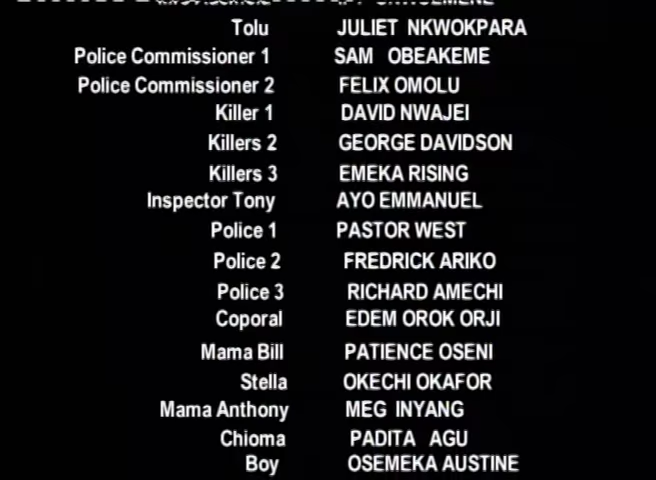 Tolu JULIET NKWOKPARA
Police Commissioner 1 SAM OBEAKEME
Police Commissioner 2 FELIX OMOLU
Killer 1 DAVID NWAJEI
Killers 2 GEORGE DAVIDSON
Killers 3 EMEKA RISING
Inspector Tony AYO EMMANUEL
Police 1 PASTOR WEST
Police 2 FREDRICK ARIKO
Police 3 RICHARD AMECHI
Coporal EDEM OROK ORJI
Mama Bill PATIENCE OSENI
Stella OKECHI OKAFOR
Mama Anthony MEG INYANG
Chioma PADITA AGU
Boy OSEMEKA AUSTINE